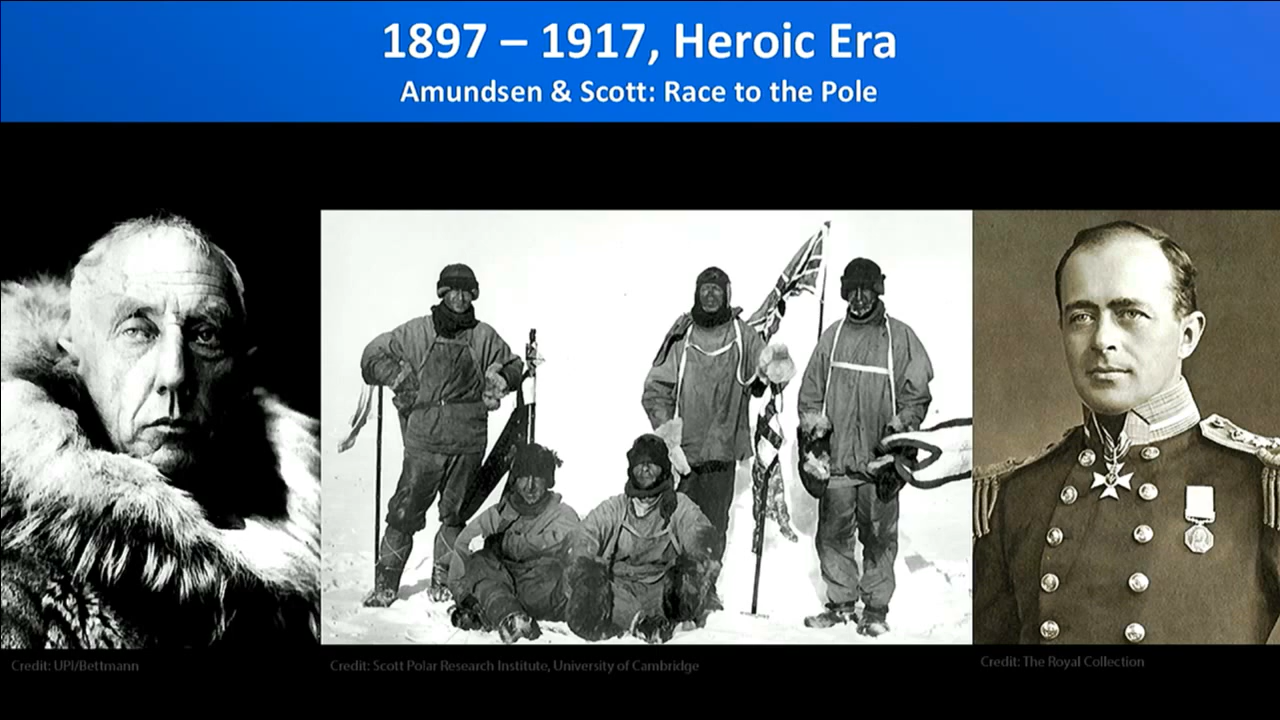 1897 – 1917, Heroic Era
Amundsen & Scott: Race to the Pole
Credit: UPI/Bettmann
Credit: Scott Polar Research Institute, University of Cambridge
Credit: The Royal Collection